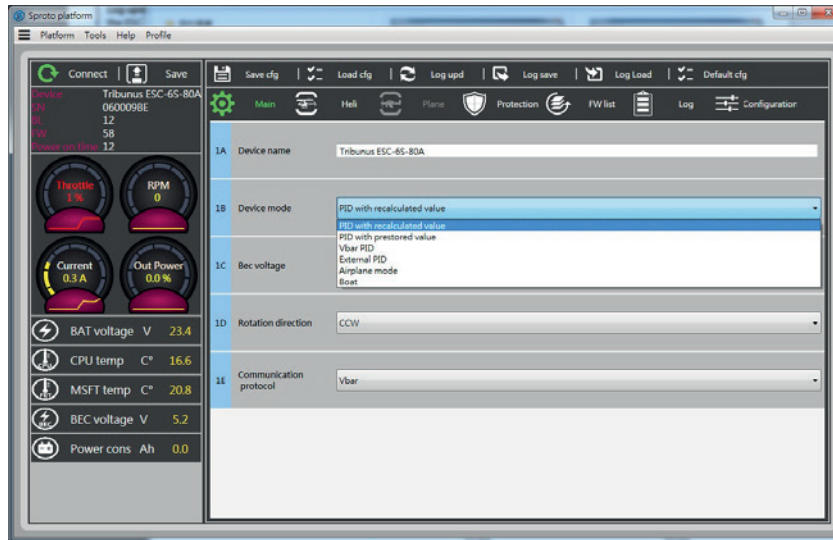 Sproto platform
Platform Tools Help Profile
Connect | Save
Save cfg | Load cfg | Log upd | Log save | Log Load | Default cfg
Device Tribunus ESC-6S-80A
SN 0600098E
BL 12
FW 58
Power on time 12
Main Heli Plane Protection FW list Log Configuration
Throttle
1 %
RPM
0
Current
0.3 A
Out Power
0.0 %
BAT voltage V 23.4
CPU temp C° 16.6
MSFT temp C° 20.8
BEC voltage V 5.2
Power cons Ah 0.0
1A Device name Tribunus ESC-6S-80A
1B Device mode PID with recalculated value
PID with recalculated value
PID with prestored value
Vbar PID
External PID
Airplane mode
Boat
1C Bec voltage
1D Rotation direction CCW
1E Communication protocol Vbar